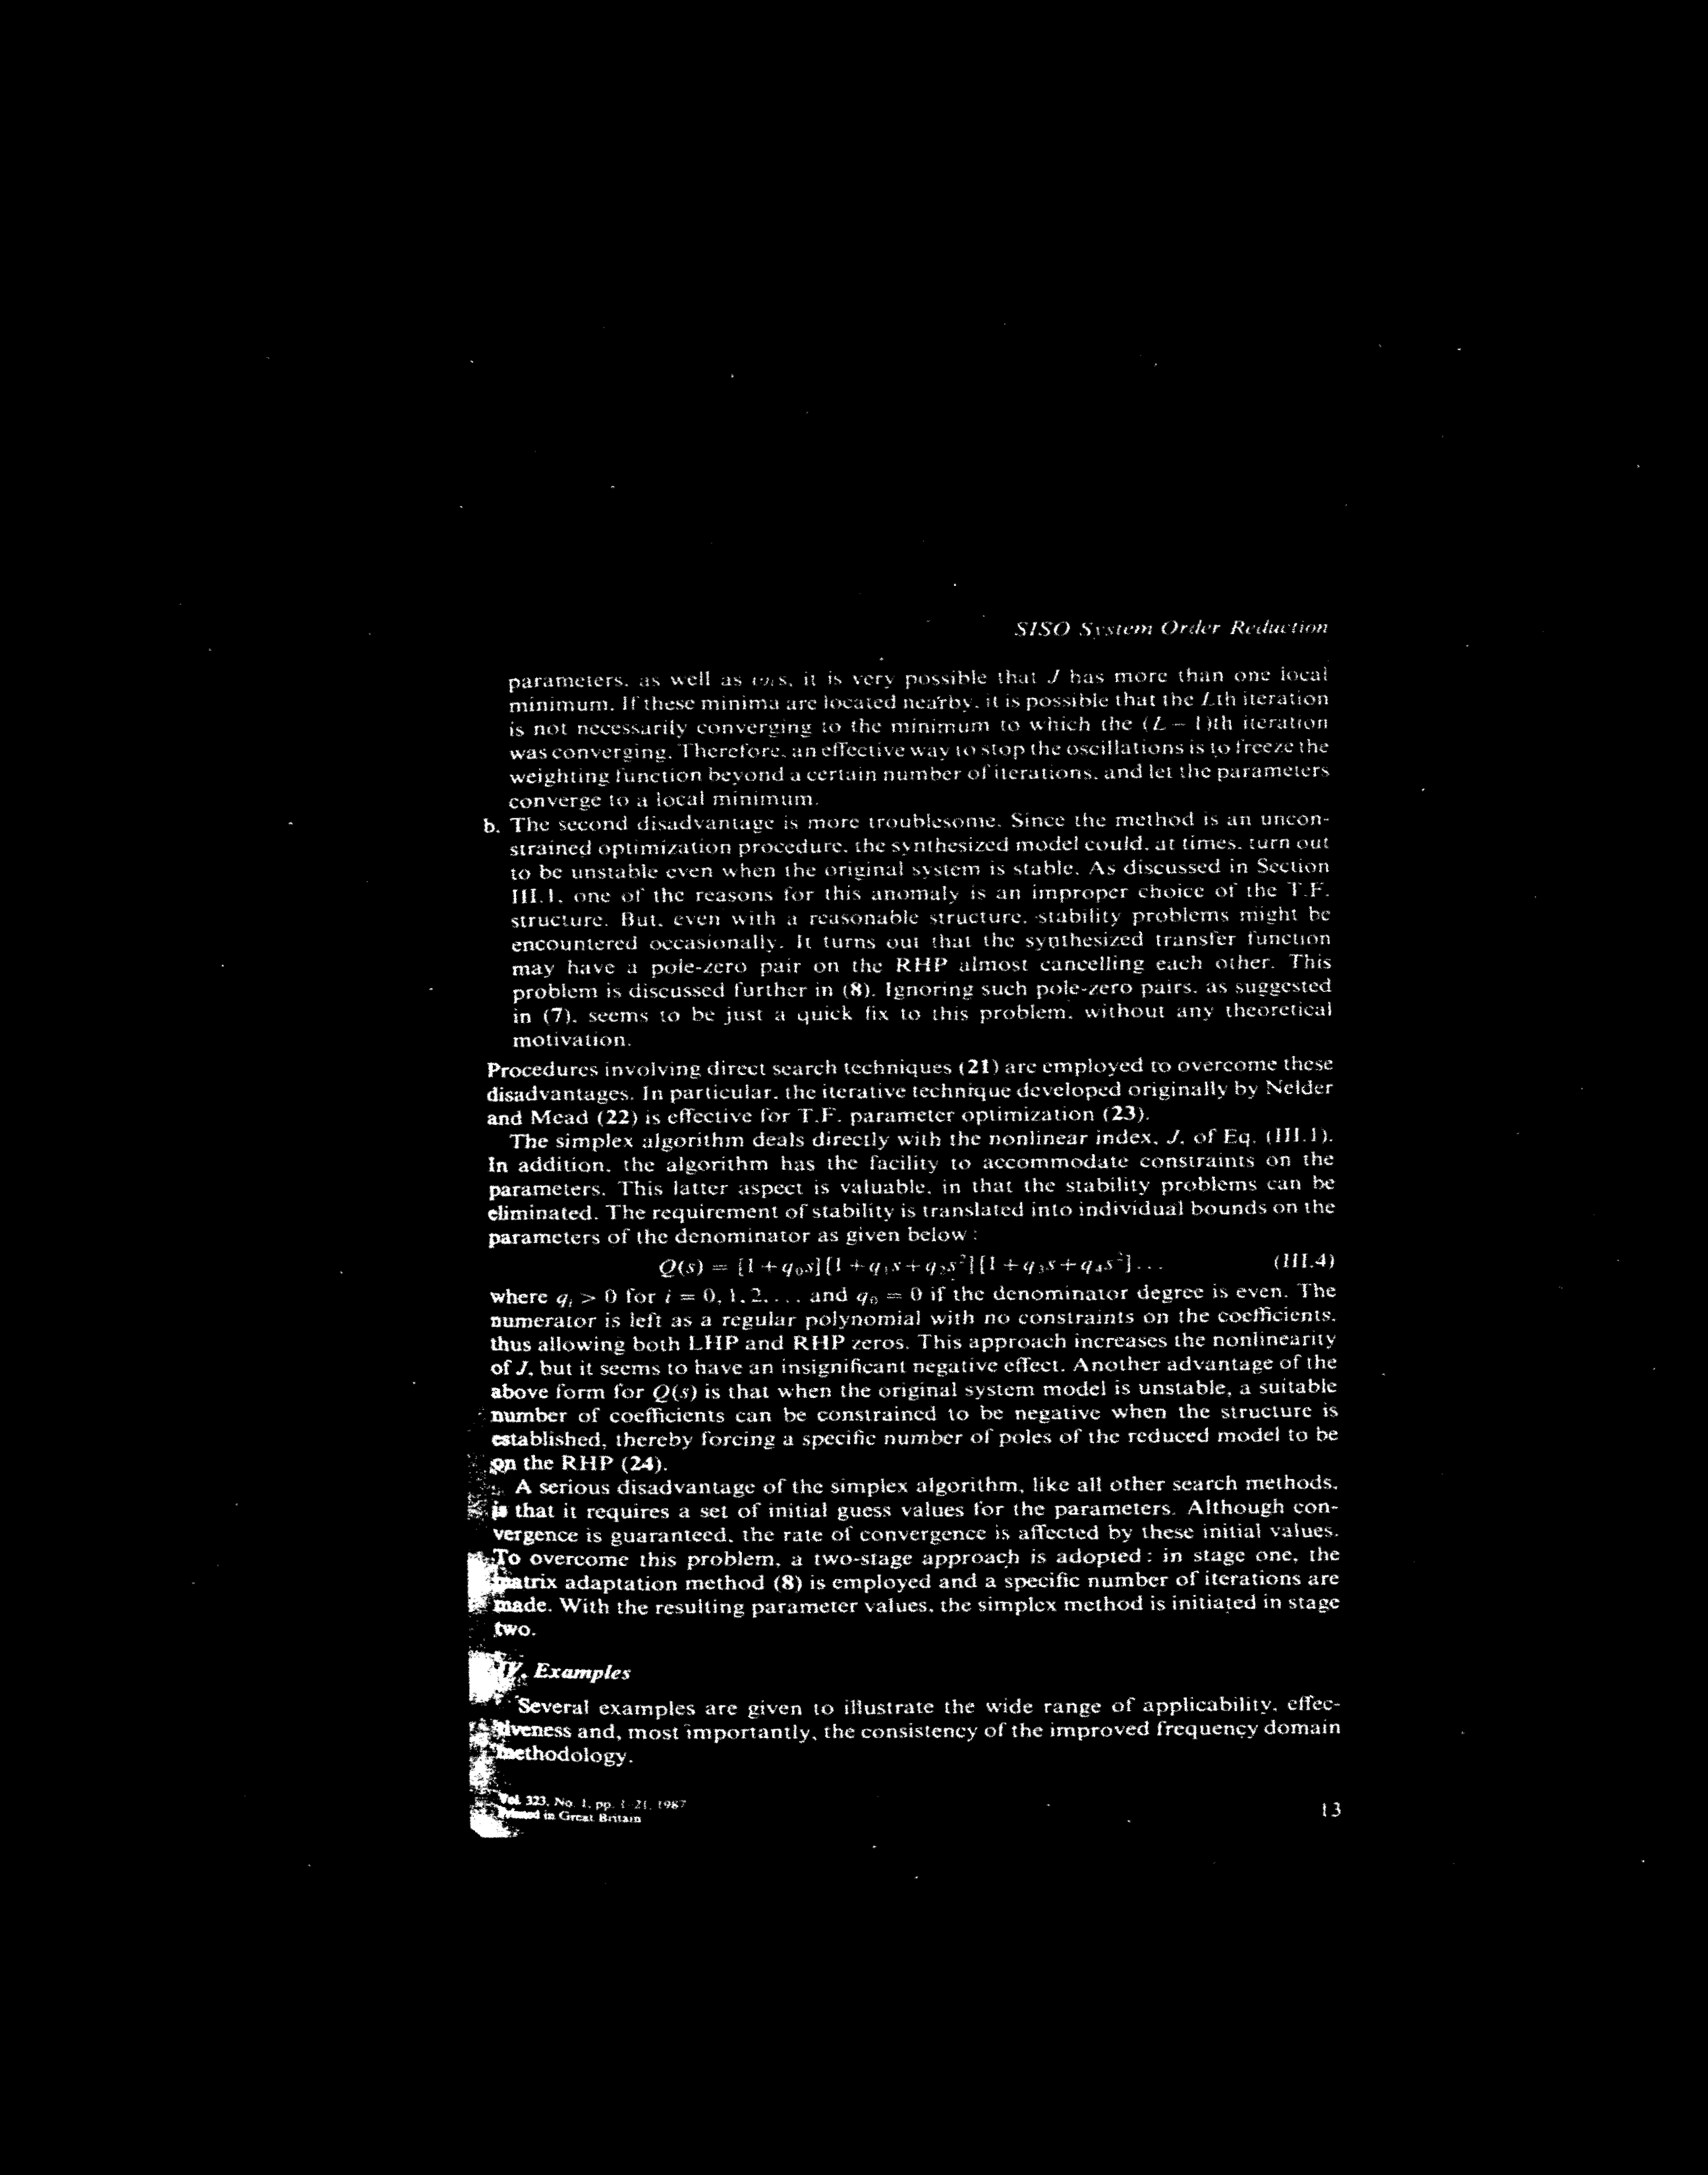 SISO System Order Reduction
parameters, as well as ωs, it is very possible that J has more than one local
minimum. If these minima are located nearby, it is possible that the Lth iteration
is not necessarily converging to the minimum to which the (L − 1)th iteration
was converging. Therefore, an effective way to stop the oscillations is to freeze the
weighting function beyond a certain number of iterations, and let the parameters
converge to a local minimum.
b. The second disadvantage is more troublesome. Since the method is an uncon-
strained optimization procedure, the synthesized model could, at times, turn out
to be unstable even when the original system is stable. As discussed in Section
III.1, one of the reasons for this anomaly is an improper choice of the T.F.
structure. But, even with a reasonable structure, stability problems might be
encountered occasionally. It turns out that the synthesized transfer function
may have a pole-zero pair on the RHP almost cancelling each other. This
problem is discussed further in (8). Ignoring such pole-zero pairs, as suggested
in (7), seems to be just a quick fix to this problem, without any theoretical
motivation.
Procedures involving direct search techniques (21) are employed to overcome these
disadvantages. In particular, the iterative technique developed originally by Nelder
and Mead (22) is effective for T.F. parameter optimization (23).
The simplex algorithm deals directly with the nonlinear index, J, of Eq. (III.1).
In addition, the algorithm has the facility to accommodate constraints on the
parameters. This latter aspect is valuable, in that the stability problems can be
eliminated. The requirement of stability is translated into individual bounds on the
parameters of the denominator as given below :
Q(s) = [1 + q₀s][1 + q₁s + q₂s²][1 + q₃s + q₄s²] . . . (III.4)
where qᵢ > 0 for i = 0, 1, 2, . . . and q₀ = 0 if the denominator degree is even. The
numerator is left as a regular polynomial with no constraints on the coefficients,
thus allowing both LHP and RHP zeros. This approach increases the nonlinearity
of J, but it seems to have an insignificant negative effect. Another advantage of the
above form for Q(s) is that when the original system model is unstable, a suitable
number of coefficients can be constrained to be negative when the structure is
established, thereby forcing a specific number of poles of the reduced model to be
on the RHP (24).
A serious disadvantage of the simplex algorithm, like all other search methods,
is that it requires a set of initial guess values for the parameters. Although con-
vergence is guaranteed, the rate of convergence is affected by these initial values.
To overcome this problem, a two-stage approach is adopted : in stage one, the
matrix adaptation method (8) is employed and a specific number of iterations are
made. With the resulting parameter values, the simplex method is initiated in stage
two.
IV. Examples
Several examples are given to illustrate the wide range of applicability, effec-
tiveness and, most importantly, the consistency of the improved frequency domain
methodology.
Vol. 323, No. 1, pp. 1–21, 1987
Printed in Great Britain
13